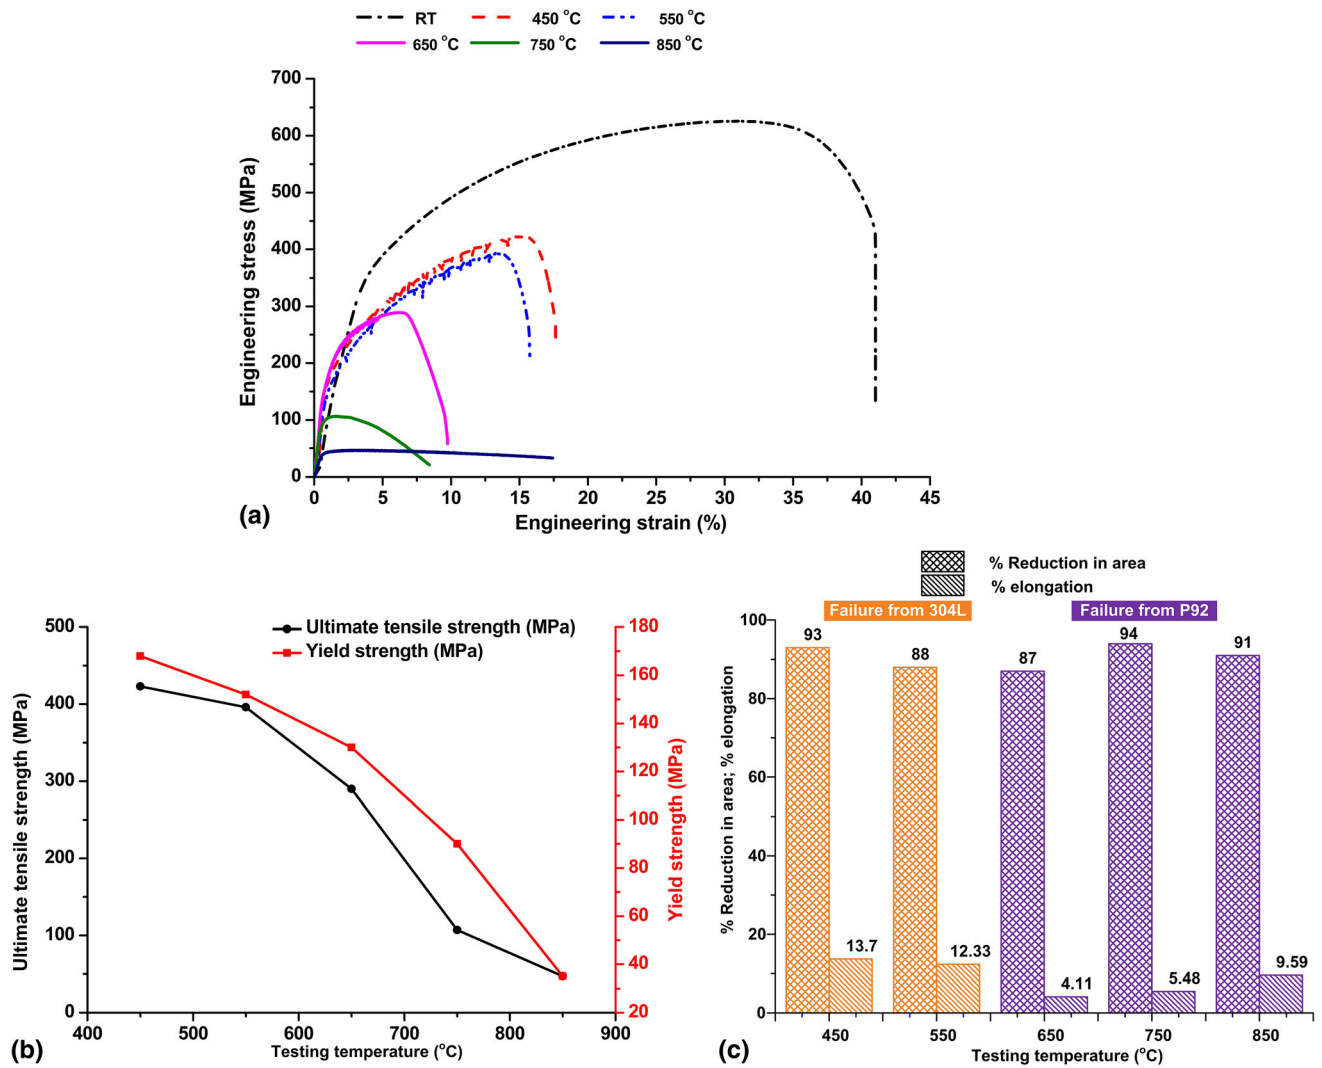 RT 450 °C 550 °C
650 °C 750 °C 850 °C
700
600
500
400
300
200
100
0
Engineering stress (MPa)
0 5 10 15 20 25 30 35 40 45
Engineering strain (%)
(a)
Ultimate tensile strength (MPa)
Yield strength (MPa)
500
400
300
200
100
0
Ultimate tensile strength (MPa)
180
160
140
120
100
80
60
40
20
Yield strength (MPa)
400 500 600 700 800 900
Testing temperature (°C)
(b)
% Reduction in area
% elongation
Failure from 304L Failure from P92
100
80
60
40
20
0
% Reduction in area; % elongation
93 88 87 94 91
13.7 12.33 4.11 5.48 9.59
450 550 650 750 850
Testing temperature (°C)
(c)